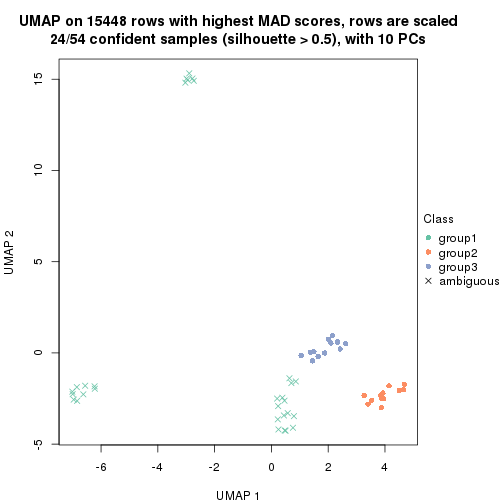 UMAP on 15448 rows with highest MAD scores, rows are scaled
24/54 confident samples (silhouette > 0.5), with 10 PCs
15
10
5
0
-5
UMAP 2
-6
-4
-2
0
2
4
UMAP 1
Class
group1
group2
group3
ambiguous